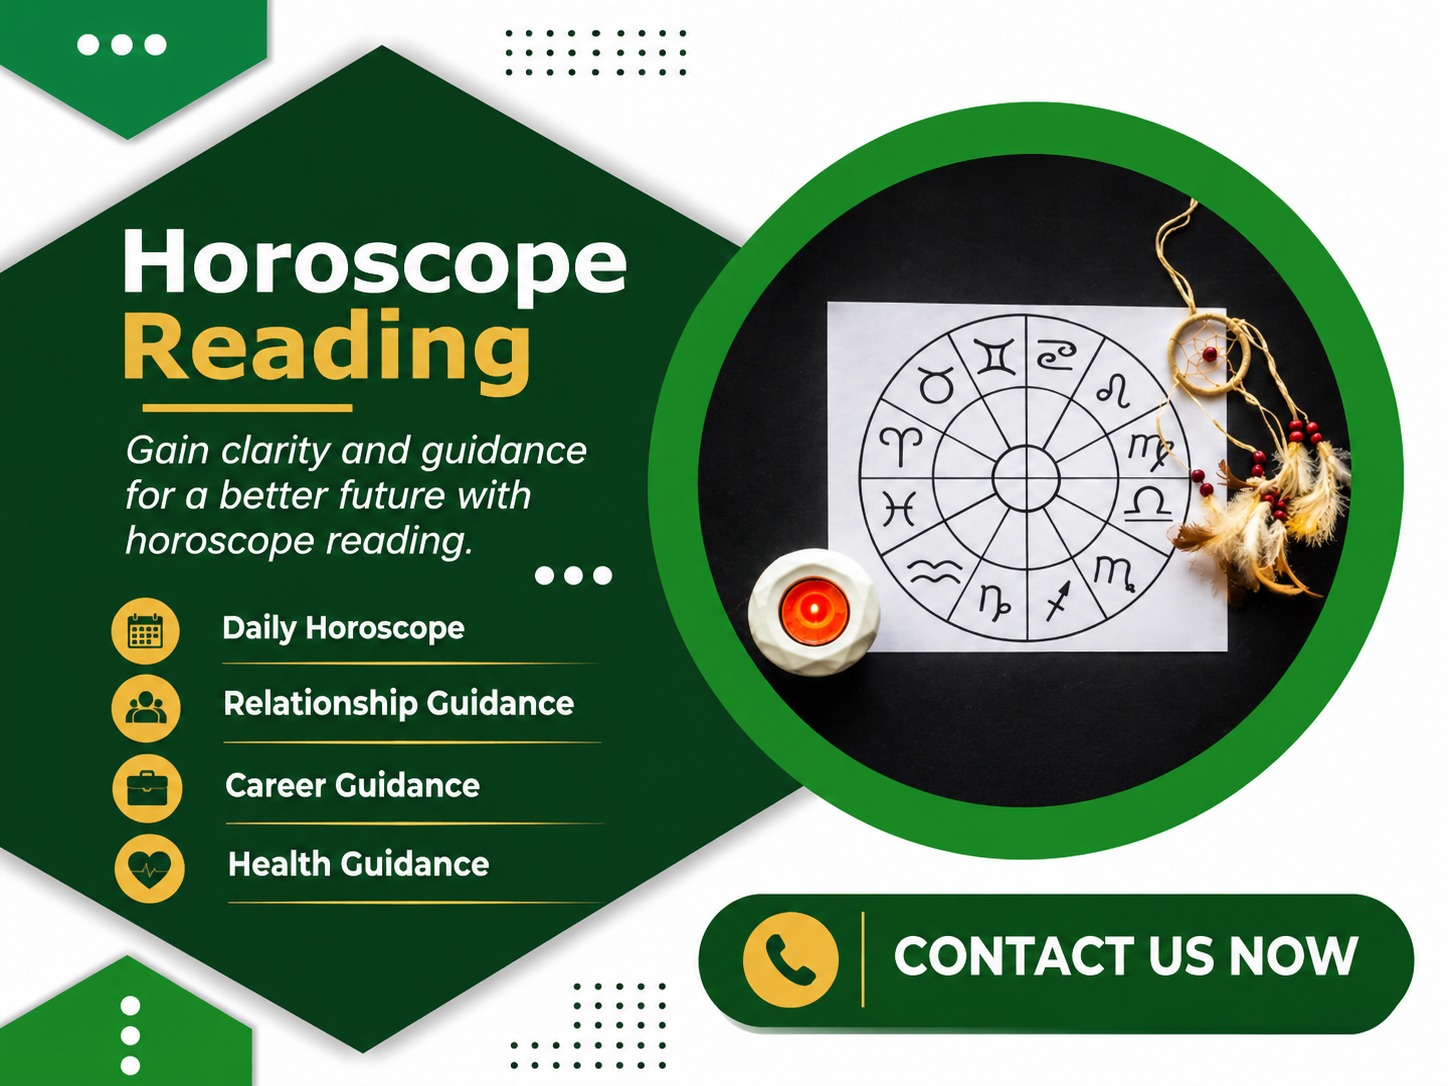 Horoscope
Reading
Gain clarity and guidance
for a better future with
horoscope reading.
Daily Horoscope
Relationship Guidance
Career Guidance
Health Guidance
CONTACT US NOW